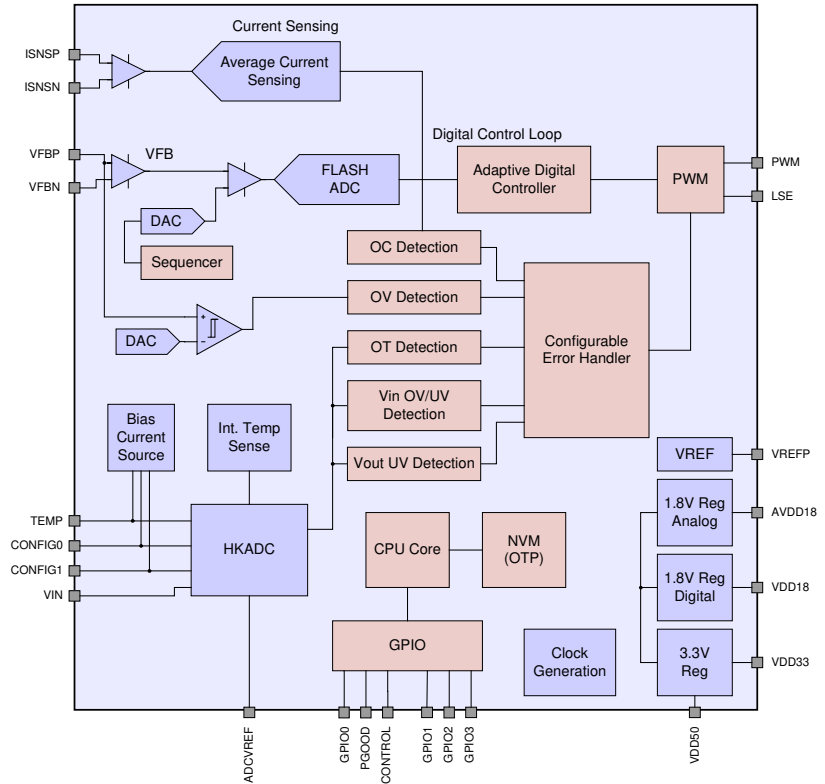 Current Sensing
ISNSP
ISNSN
Average Current
Sensing
Digital Control Loop
VFBP
VFBN
VFB
FLASH
ADC
Adaptive Digital
Controller
PWM
PWM
LSE
DAC
Sequencer
OC Detection
OV Detection
+
−
DAC
OT Detection
Configurable
Error Handler
Vin OV/UV
Detection
Vout UV Detection
Bias
Current
Source
Int. Temp
Sense
VREF
VREFP
TEMP
CONFIG0
CONFIG1
VIN
HKADC
CPU Core
NVM
(OTP)
1.8V Reg
Analog
AVDD18
1.8V Reg
Digital
VDD18
GPIO
Clock
Generation
3.3V
Reg
VDD33
ADCVREF
GPIO0
PGOOD
CONTROL
GPIO1
GPIO2
GPIO3
VDD50